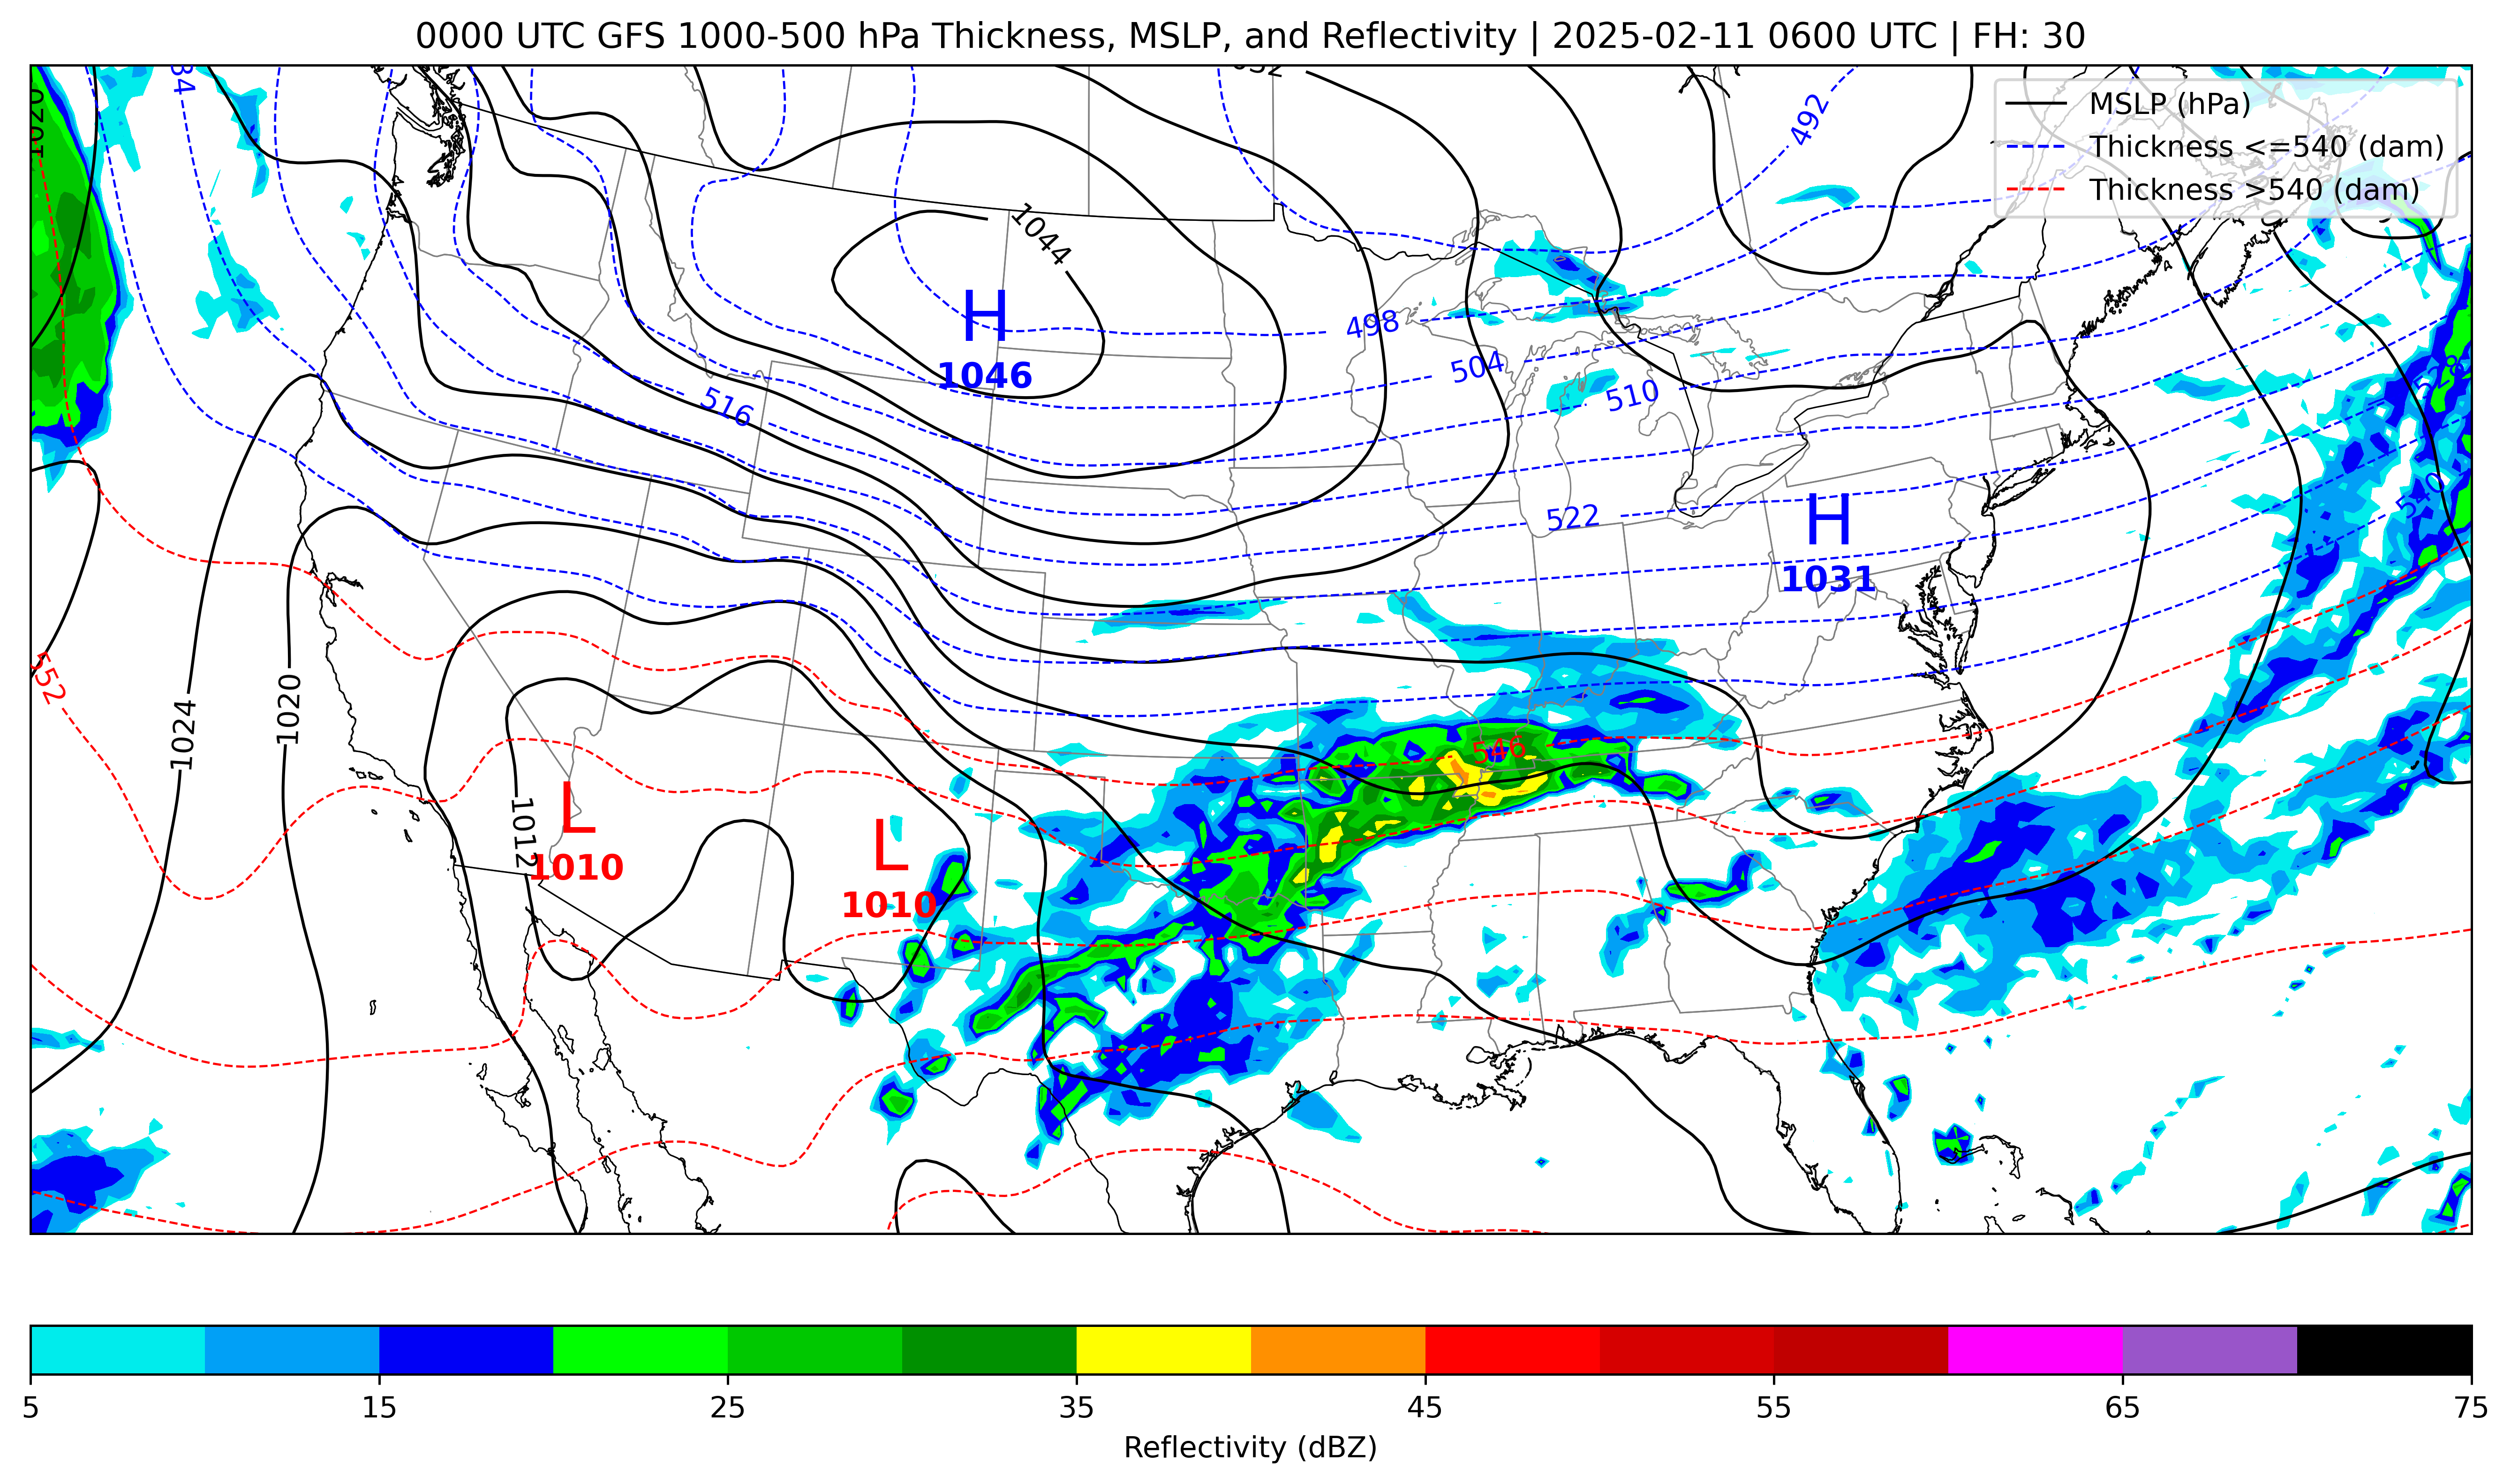 0000 UTC GFS 1000-500 hPa Thickness, MSLP, and Reflectivity | 2025-02-11 0600 UTC | FH: 30
MSLP (hPa)
Thickness <=540 (dam)
Thickness >540 (dam)
1020
492
1044
H
1046
498
504
510
516
528
540
522
H
1031
552
1024
1020
546
L
1010
1012
L
1010
5 15 25 35 45 55 65 75
Reflectivity (dBZ)